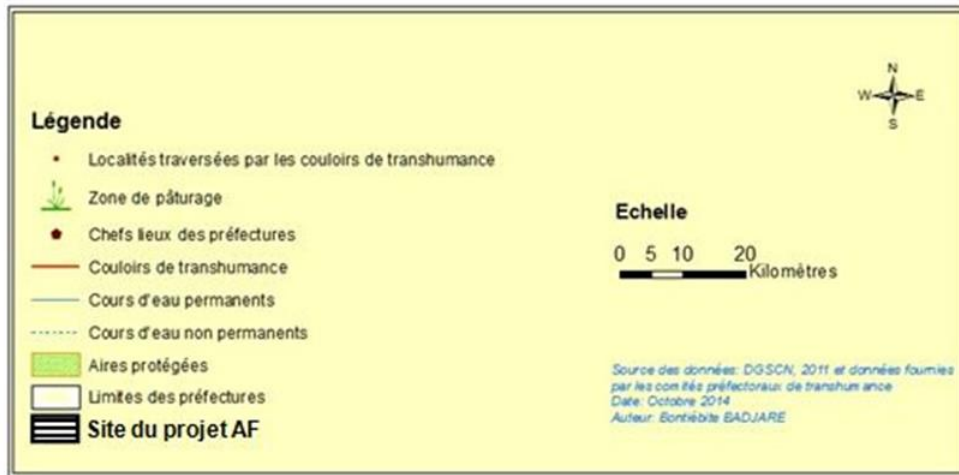 N
W E
S
Légende
Localités traversées par les couloirs de transhumance
Zone de pâturage
Chefs lieux des préfectures
Couloirs de transhumance
Cours d'eau permanents
Cours d'eau non permanents
Aires protégées
Limites des préfectures
Site du projet AF
Echelle
0 5 10 20
Kilomètres
Source des données: DGSCN, 2011 et données fournies
par les comités préfectoraux de transhumance
Date: Octobre 2014
Auteur: Bontiébite BADJARE